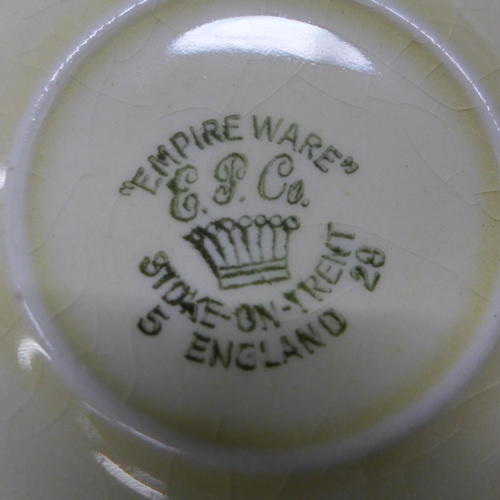 "EMPIRE WARE"
E. P. Co.
STOKE-ON-TRENT
5 ENGLAND 29